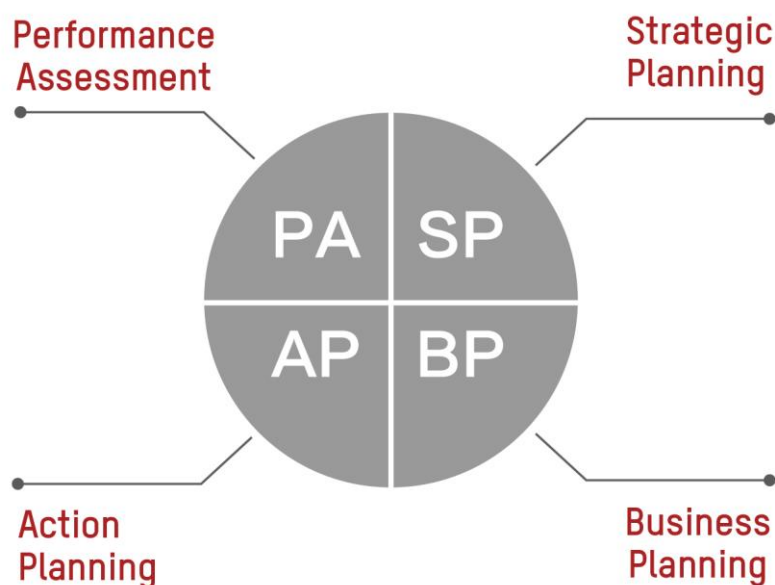 Performance
Assessment
Strategic
Planning
PA
SP
AP
BP
Action
Planning
Business
Planning